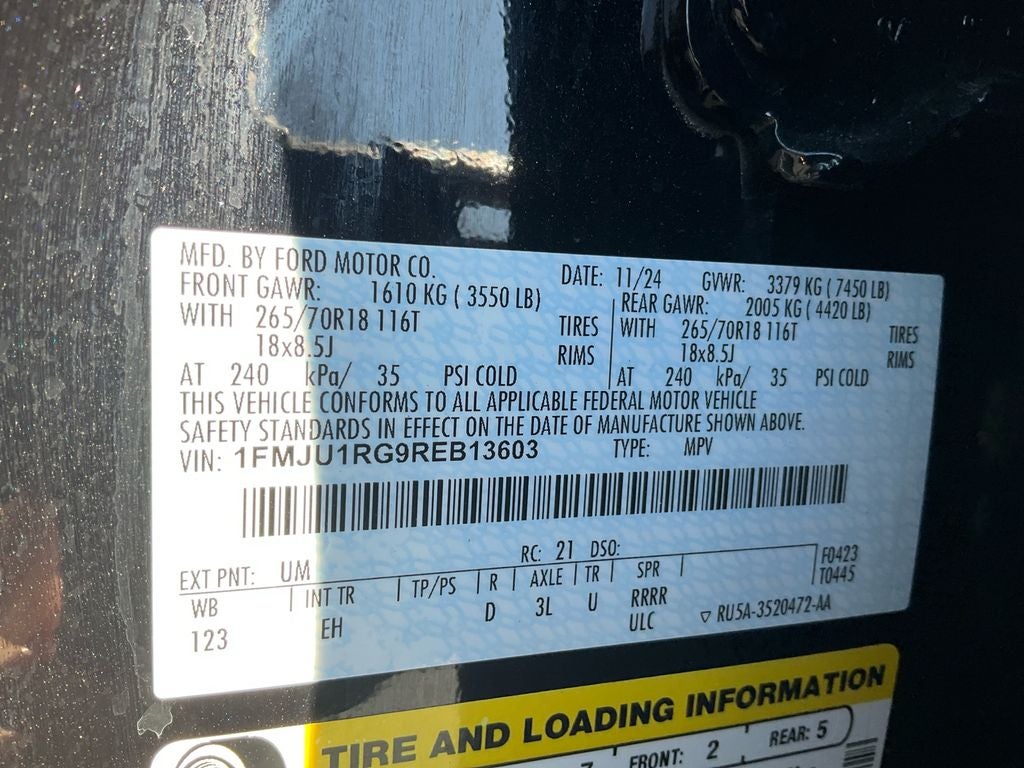 MFD. BY FORD MOTOR CO. DATE: 11/24 GVWR: 3379 KG ( 7450 LB)
FRONT GAWR: 1610 KG ( 3550 LB) REAR GAWR: 2005 KG ( 4420 LB)
WITH 265/70R18 116T TIRES WITH 265/70R18 116T TIRES
18x8.5J RIMS 18x8.5J RIMS
AT 240 kPa/ 35 PSI COLD AT 240 kPa/ 35 PSI COLD
THIS VEHICLE CONFORMS TO ALL APPLICABLE FEDERAL MOTOR VEHICLE
SAFETY STANDARDS IN EFFECT ON THE DATE OF MANUFACTURE SHOWN ABOVE.
VIN: 1FMJU1RG9REB13603 TYPE: MPV
EXT PNT: UM RC: 21 DSO: F0423
WB INT TR TP/PS R AXLE TR SPR T0445
123 EH D 3L U RRRR
ULC RU5A-3520472-AA
TIRE AND LOADING INFORMATION
7 FRONT: 2 REAR: 5